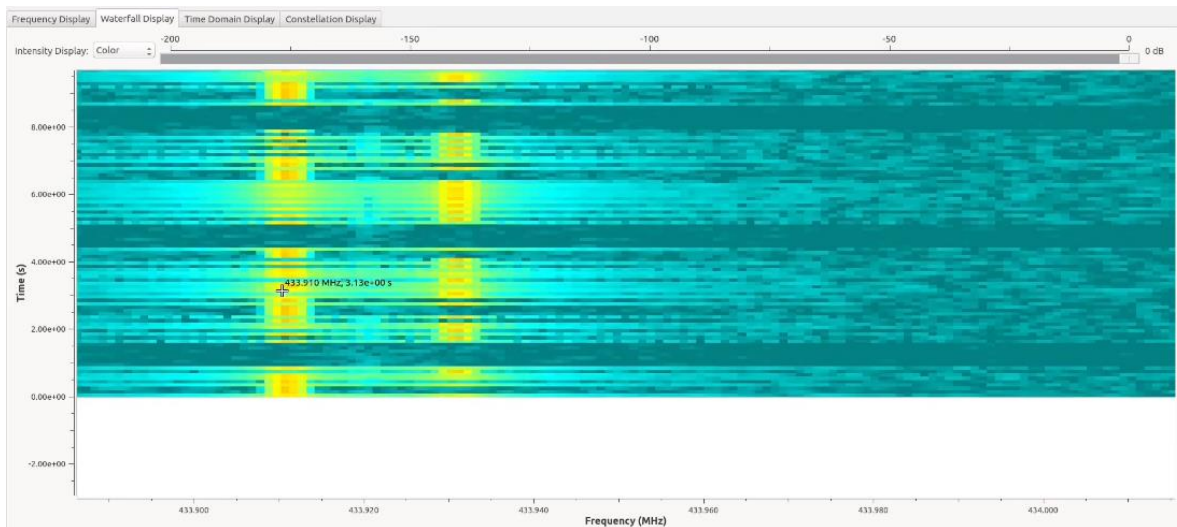 Frequency Display Waterfall Display Time Domain Display Constellation Display
-200 -150 -100 -50 0
Intensity Display: Color 0 dB
8.00e+00
6.00e+00
4.00e+00
433.910 MHz, 3.13e+00 s
2.00e+00
0.00e+00
-2.00e+00
Time (s)
433.900 433.920 433.940 433.960 433.980 434.000
Frequency (MHz)